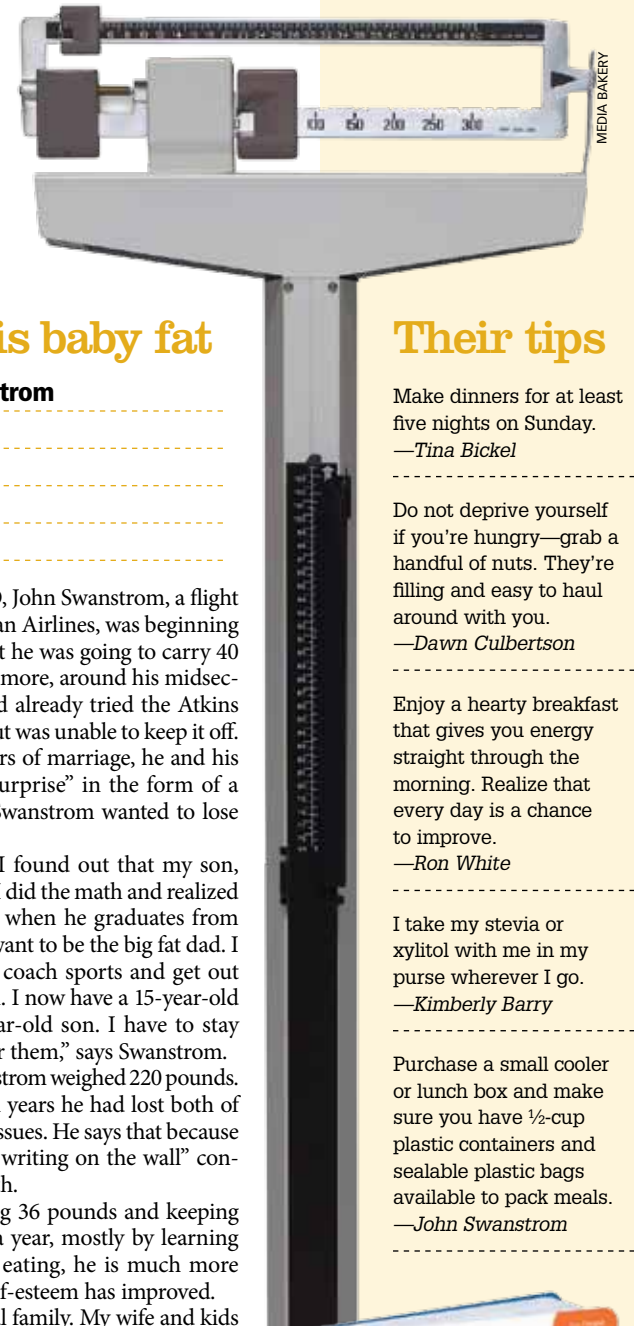 MEDIA BAKERY
100 150 200 250 300
is baby fat
trom
, John Swanstrom, a flight
an Airlines, was beginning
t he was going to carry 40
more, around his midsec-
d already tried the Atkins
ut was unable to keep it off.
rs of marriage, he and his
urprise” in the form of a
Swanstrom wanted to lose
I found out that my son,
I did the math and realized
when he graduates from
want to be the big fat dad. I
coach sports and get out
. I now have a 15-year-old
ar-old son. I have to stay
r them,” says Swanstrom.
strom weighed 220 pounds.
years he had lost both of
ssues. He says that because
writing on the wall” con-
h.
g 36 pounds and keeping
a year, mostly by learning
eating, he is much more
lf-esteem has improved.
l family. My wife and kids
Their tips
Make dinners for at least
five nights on Sunday.
—Tina Bickel
Do not deprive yourself
if you’re hungry—grab a
handful of nuts. They’re
filling and easy to haul
around with you.
—Dawn Culbertson
Enjoy a hearty breakfast
that gives you energy
straight through the
morning. Realize that
every day is a chance
to improve.
—Ron White
I take my stevia or
xylitol with me in my
purse wherever I go.
—Kimberly Barry
Purchase a small cooler
or lunch box and make
sure you have ½-cup
plastic containers and
sealable plastic bags
available to pack meals.
—John Swanstrom